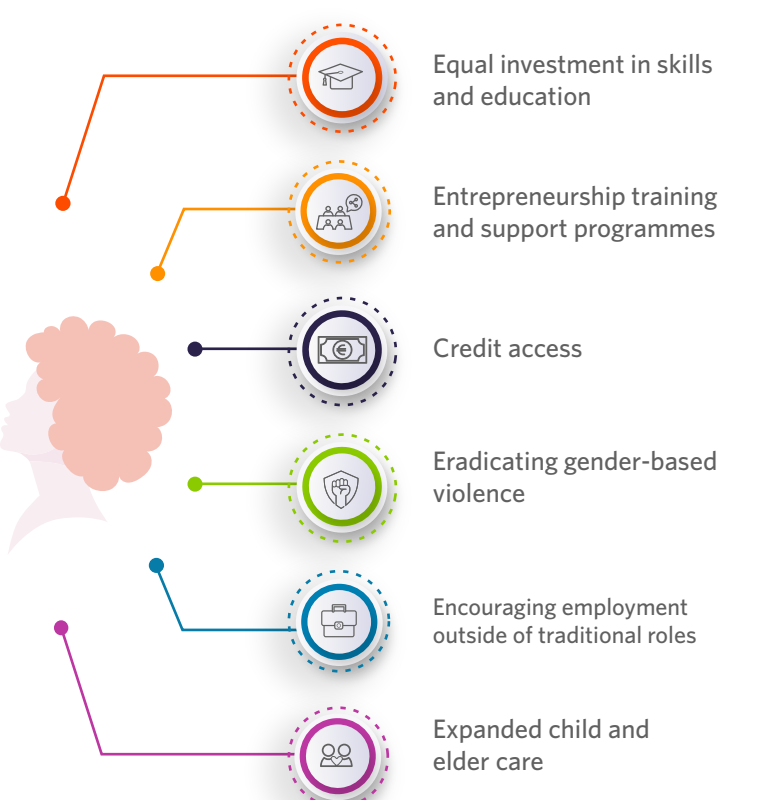 Equal investment in skills
and education
Entrepreneurship training
and support programmes
Credit access
Eradicating gender-based
violence
Encouraging employment
outside of traditional roles
Expanded child and
elder care